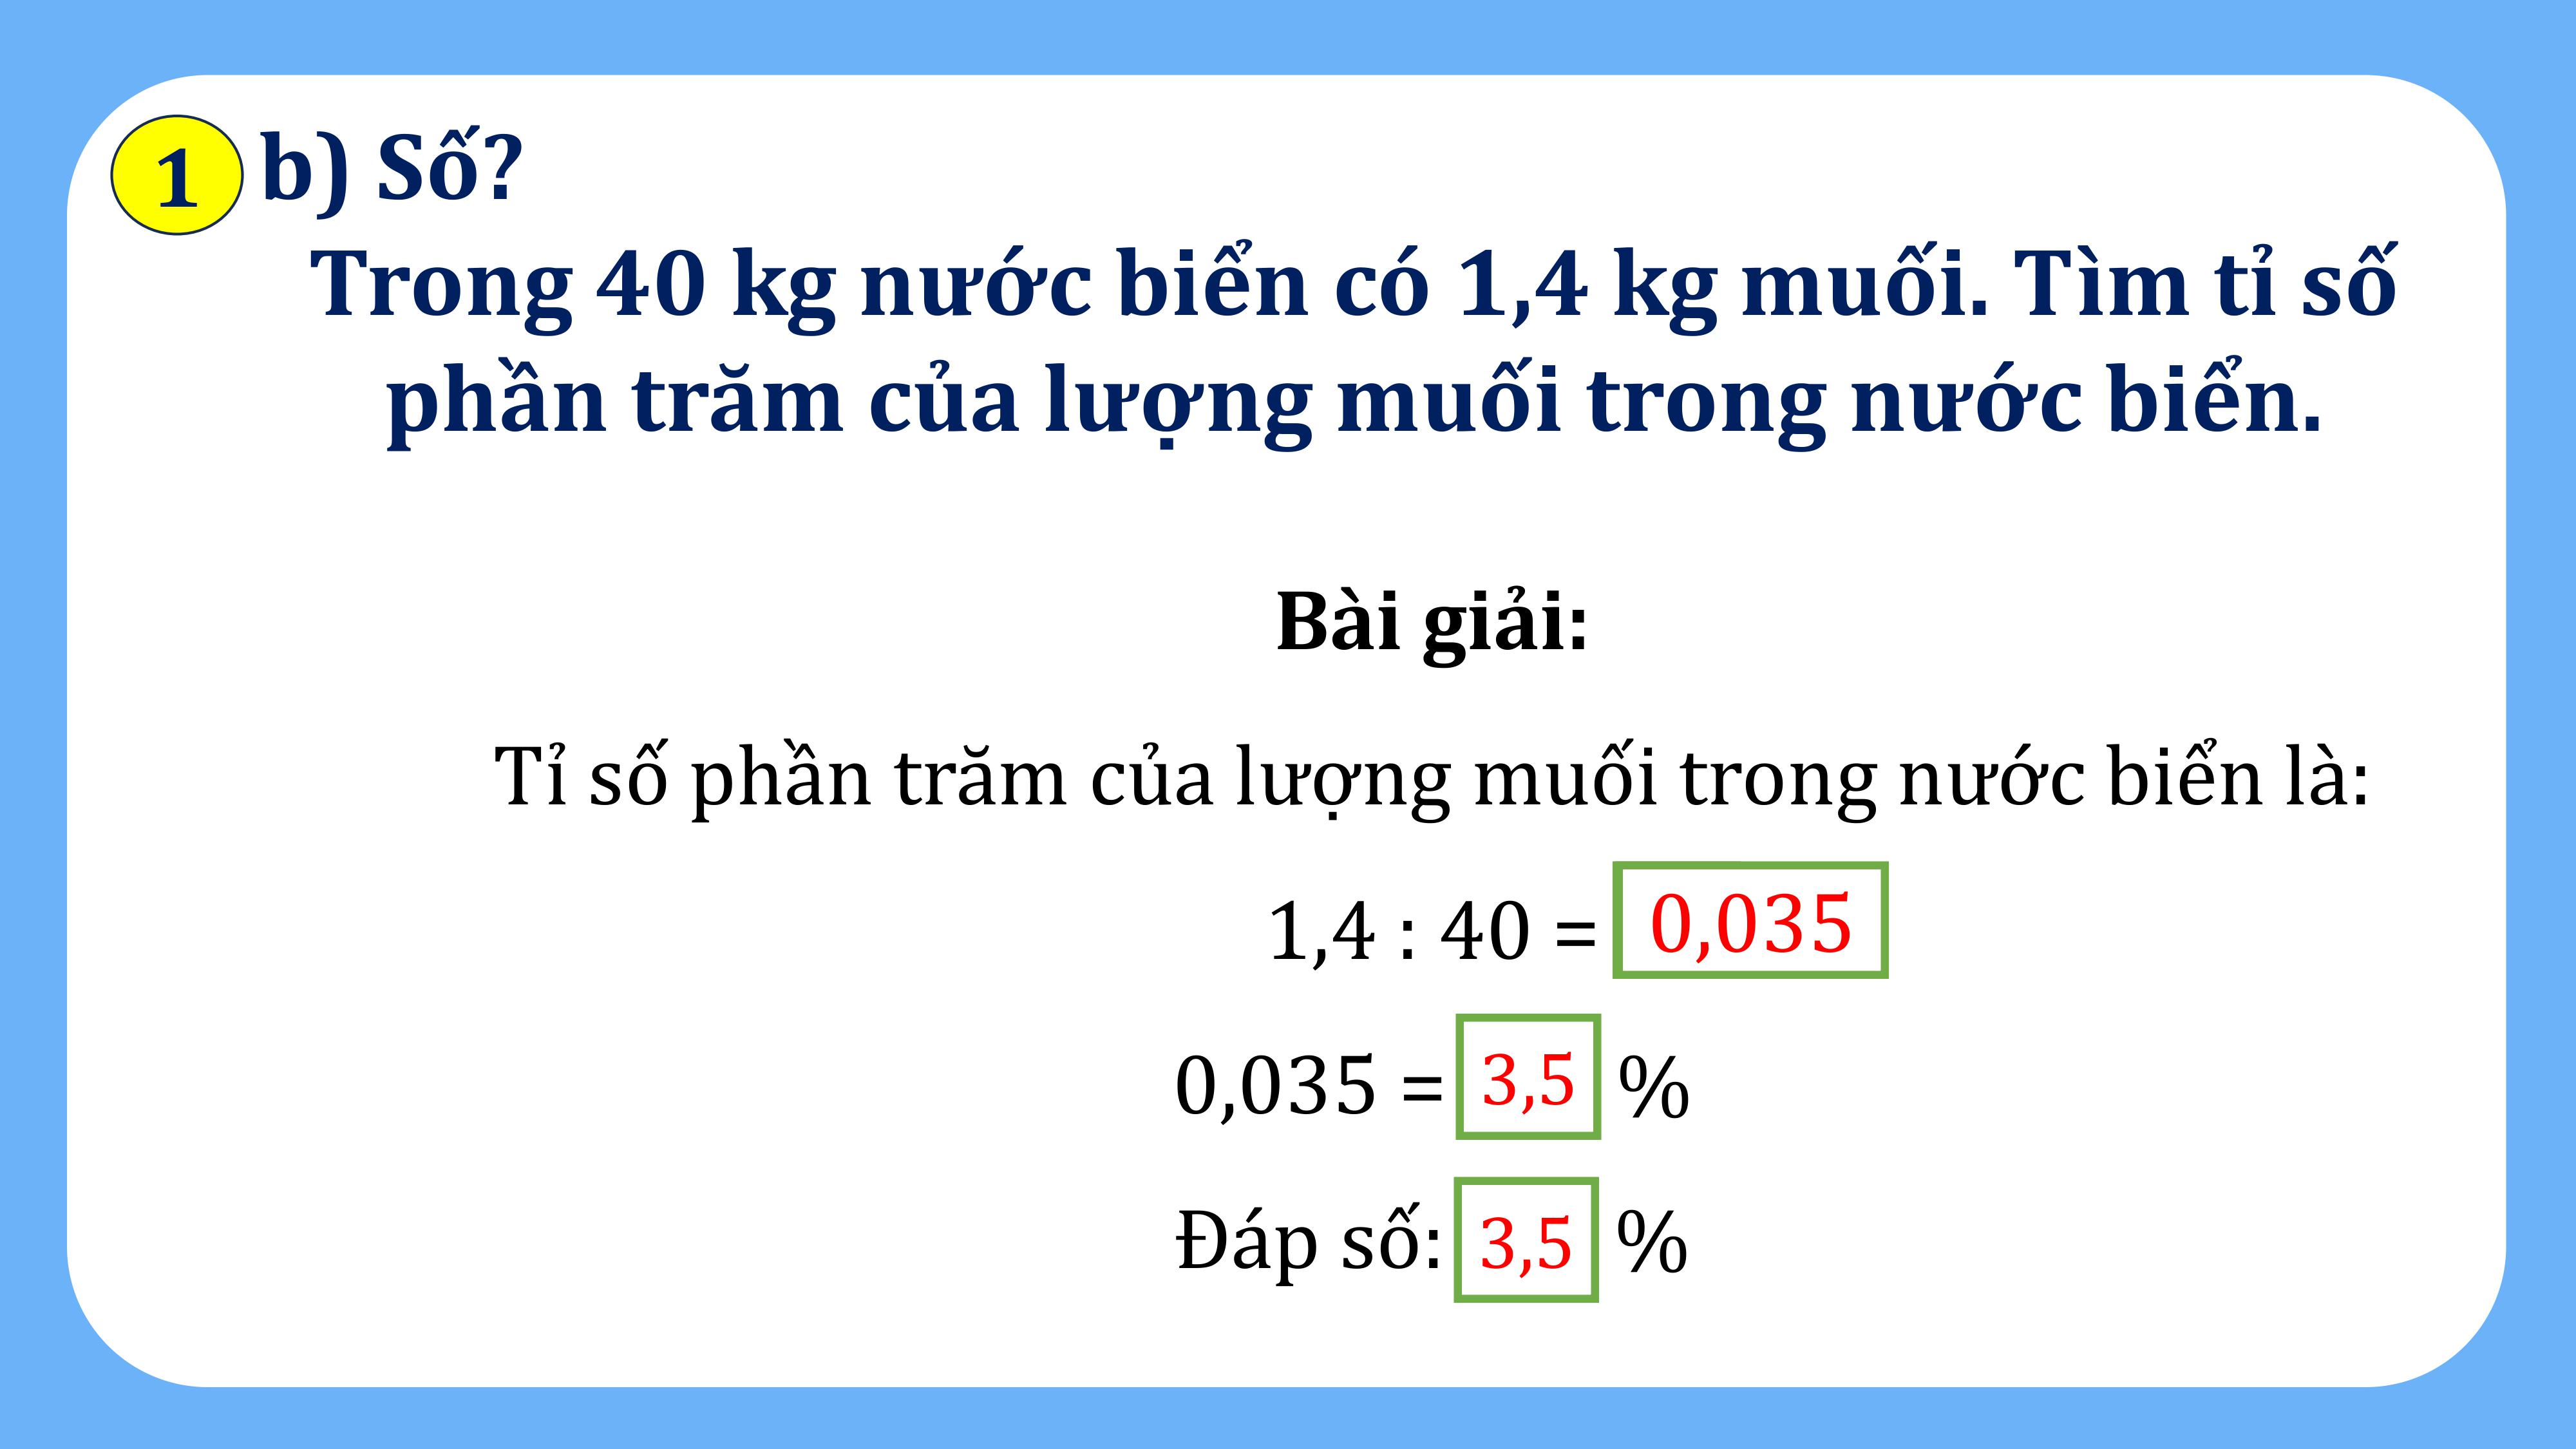 1 b) Số?
Trong 40 kg nước biển có 1,4 kg muối. Tìm tỉ số
phần trăm của lượng muối trong nước biển.
Bài giải:
Tỉ số phần trăm của lượng muối trong nước biển là:
1,4 : 40 = 0,035
0,035 = 3,5 %
Đáp số: 3,5 %